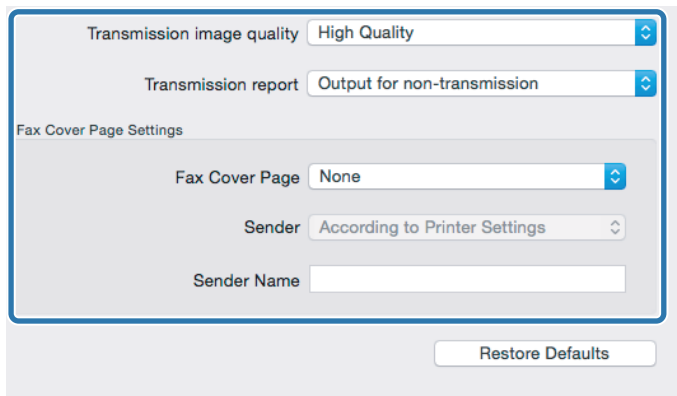 Transmission image quality High Quality
Transmission report Output for non-transmission
Fax Cover Page Settings
Fax Cover Page None
Sender According to Printer Settings
Sender Name
Restore Defaults